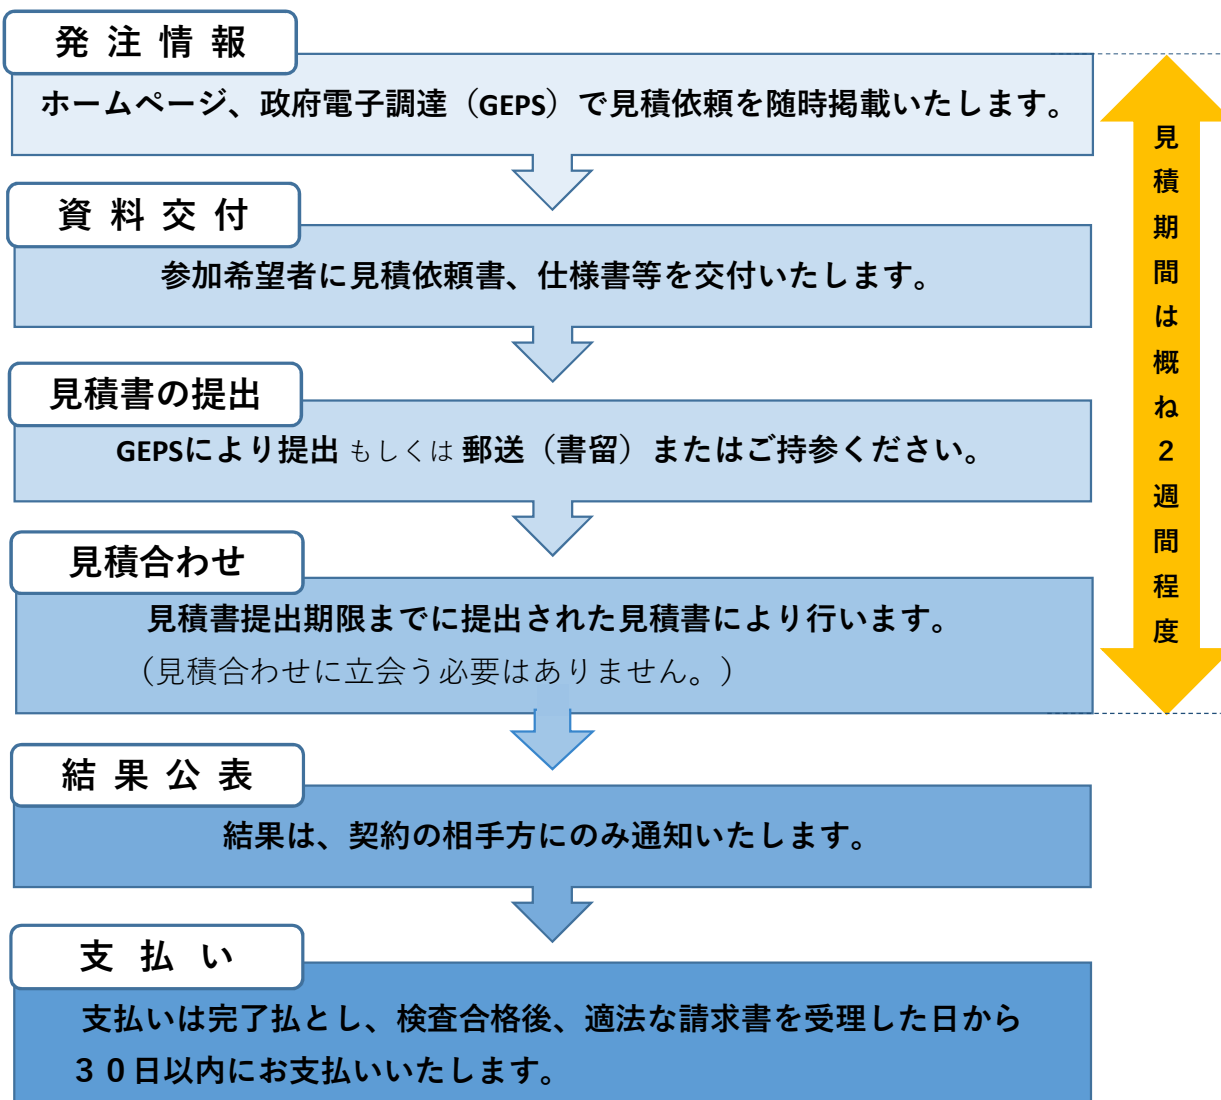 発注情報
ホームページ、政府電子調達（GEPS）で見積依頼を随時掲載いたします。
資料交付
参加希望者に見積依頼書、仕様書等を交付いたします。
見積書の提出
GEPSにより提出 もしくは 郵送（書留）またはご持参ください。
見積合わせ
見積書提出期限までに提出された見積書により行います。
（見積合わせに立会う必要はありません。）
結果公表
結果は、契約の相手方にのみ通知いたします。
支払い
支払いは完了払とし、検査合格後、適法な請求書を受理した日から
３０日以内にお支払いいたします。
見積期間は概ね２週間程度